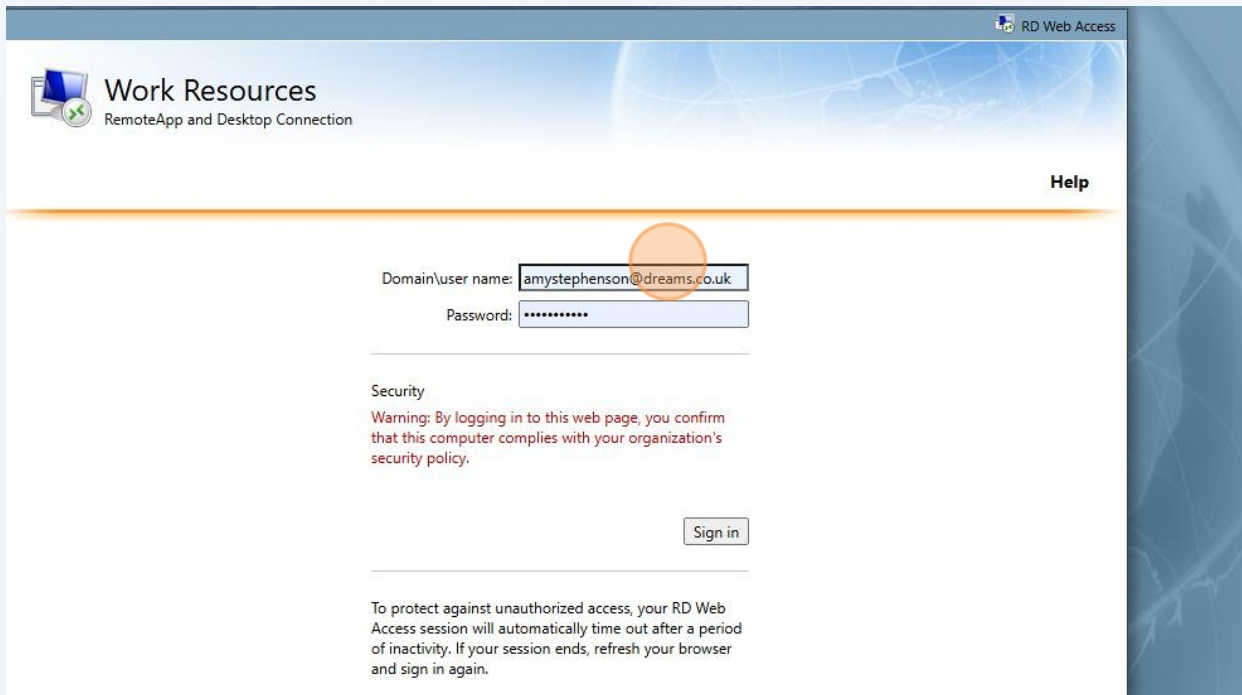 RD Web Access
Work Resources
RemoteApp and Desktop Connection
Help
Domain\user name: amystephenson@dreams.co.uk
Password: •••••••••••
Security
Warning: By logging in to this web page, you confirm
that this computer complies with your organization's
security policy.
Sign in
To protect against unauthorized access, your RD Web
Access session will automatically time out after a period
of inactivity. If your session ends, refresh your browser
and sign in again.